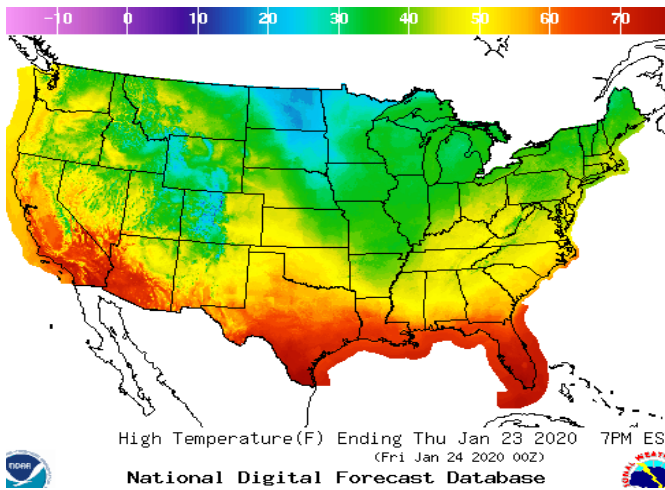 -10 0 10 20 30 40 50 60 70
High Temperature(F) Ending Thu Jan 23 2020 7PM ES
(Fri Jan 24 2020 00Z)
National Digital Forecast Database